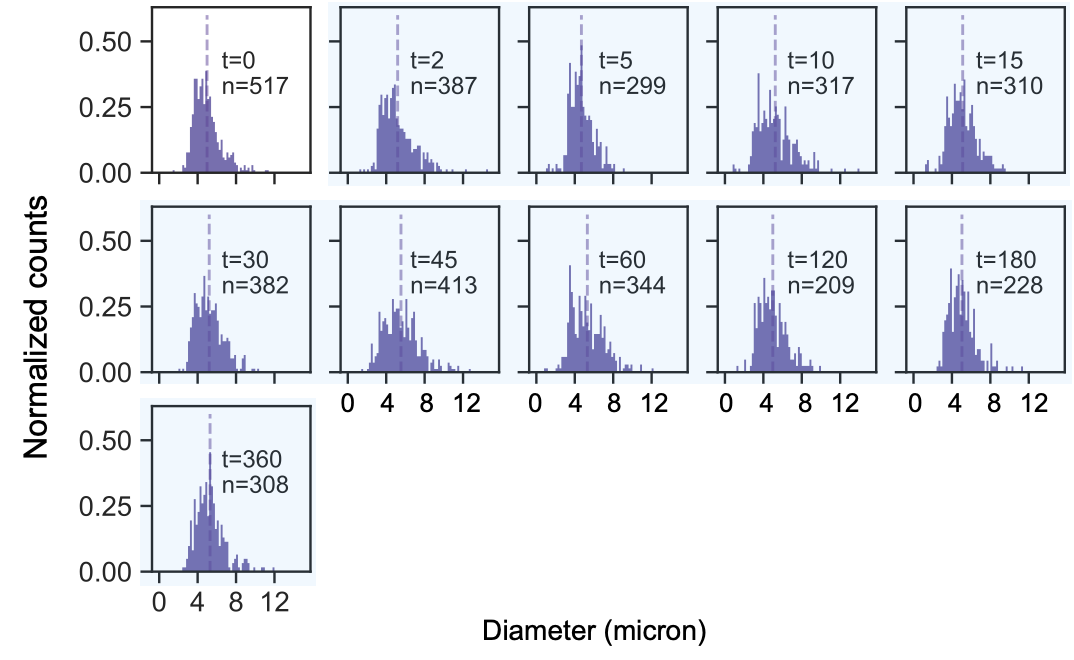 0.50
0.25
0.00
t=0
n=517
t=2
n=387
t=5
n=299
t=10
n=317
t=15
n=310
0.50
0.25
0.00
t=30
n=382
t=45
n=413
t=60
n=344
t=120
n=209
t=180
n=228
0 4 8 12
0 4 8 12
0 4 8 12
0 4 8 12
Normalized counts
0.50
0.25
0.00
t=360
n=308
0 4 8 12
Diameter (micron)